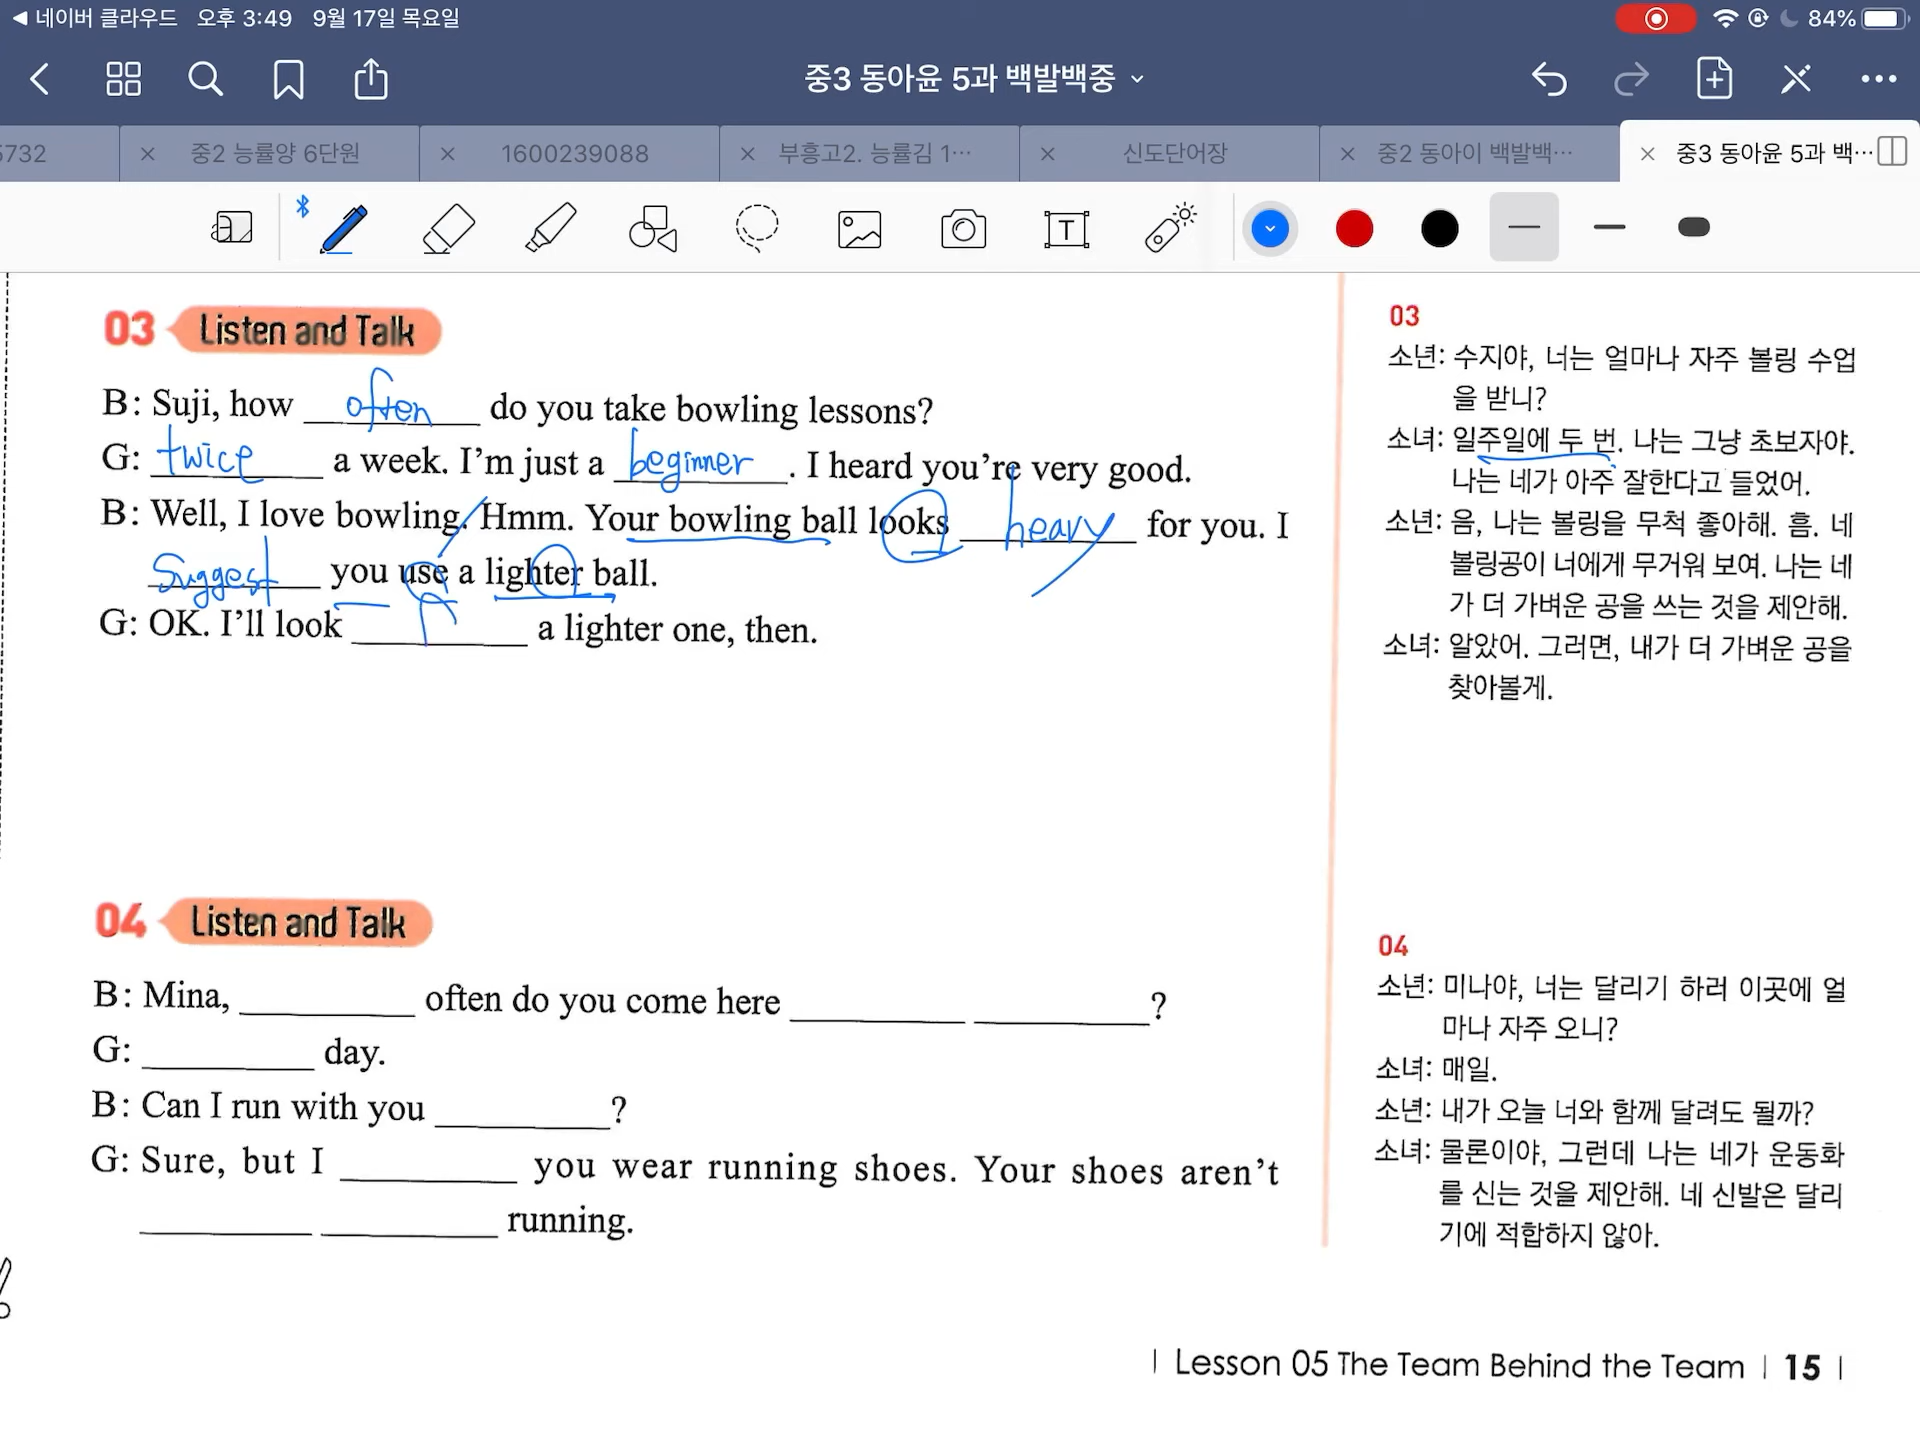 ◀ 네이버 클라우드 오후 3:49 9월 17일 목요일 84%
중3 동아윤 5과 백발백중
5732 중2 능률양 6단원 1600239088 부흥고2. 능률김 1… 신도단어장 중2 동아이 백발백… 중3 동아윤 5과 백…
03 Listen and Talk
B: Suji, how often do you take bowling lessons?
G: twice a week. I'm just a beginner. I heard you're very good.
B: Well, I love bowling. Hmm. Your bowling ball looks heavy for you. I
suggest you use a lighter ball.
G: OK. I'll look ________ a lighter one, then.
04 Listen and Talk
B: Mina, ________ often do you come here ________ ________?
G: ________ day.
B: Can I run with you ________?
G: Sure, but I ________ you wear running shoes. Your shoes aren't
________ ________ running.
03
소년: 수지야, 너는 얼마나 자주 볼링 수업
을 받니?
소녀: 일주일에 두 번. 나는 그냥 초보자야.
나는 네가 아주 잘한다고 들었어.
소년: 음, 나는 볼링을 무척 좋아해. 흠. 네
볼링공이 너에게 무거워 보여. 나는 네
가 더 가벼운 공을 쓰는 것을 제안해.
소녀: 알았어. 그러면, 내가 더 가벼운 공을
찾아볼게.
04
소년: 미나야, 너는 달리기 하러 이곳에 얼
마나 자주 오니?
소녀: 매일.
소년: 내가 오늘 너와 함께 달려도 될까?
소녀: 물론이야, 그런데 나는 네가 운동화
를 신는 것을 제안해. 네 신발은 달리
기에 적합하지 않아.
| Lesson 05 The Team Behind the Team | 15 |